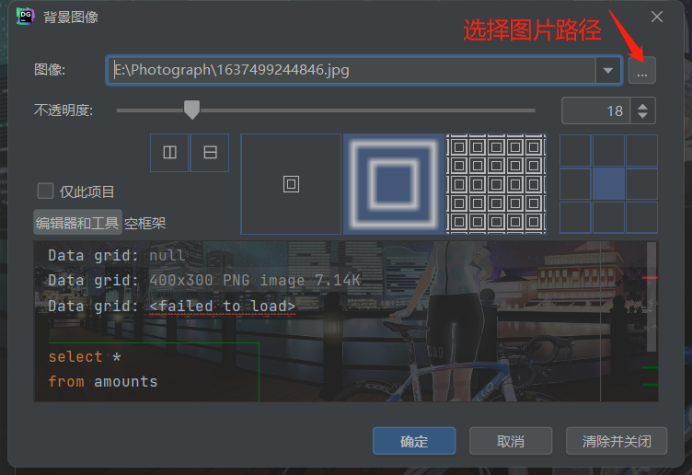 DG 背景图像
选择图片路径
图像: E:\Photograph\1637499244846.jpg ...
不透明度: 18
仅此项目
编辑器和工具 空框架
Data grid: null
Data grid: 400x300 PNG image 7.14K
Data grid: <failed to load>
select *
from amounts
确定 取消 清除并关闭